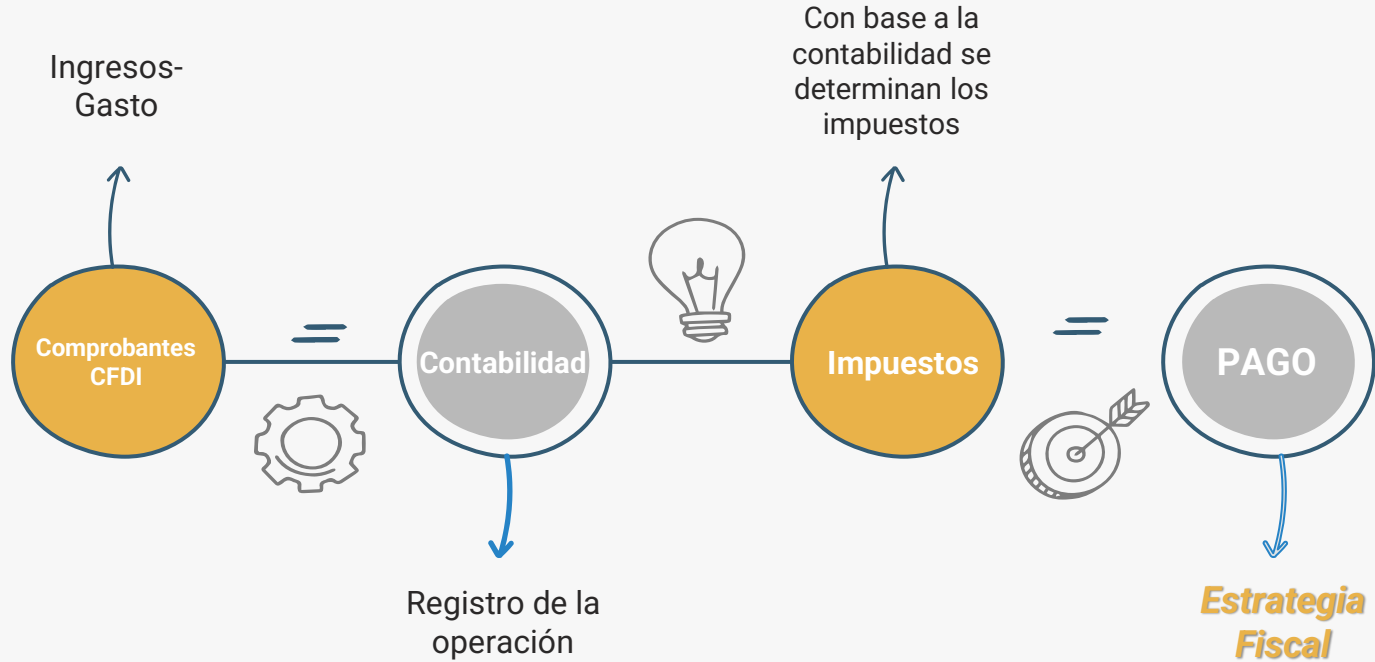 Ingresos-
Gasto
Con base a la
contabilidad se
determinan los
impuestos
Comprobantes
CFDI
Contabilidad
Impuestos
PAGO
Registro de la
operación
Estrategia
Fiscal